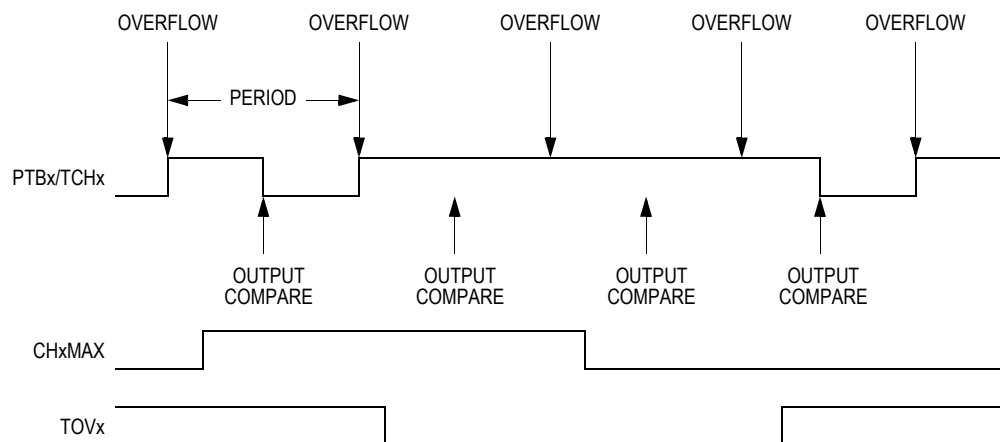 OVERFLOW OVERFLOW OVERFLOW OVERFLOW OVERFLOW
PERIOD
PTBx/TCHx
OUTPUT OUTPUT OUTPUT OUTPUT
COMPARE COMPARE COMPARE COMPARE
CHxMAX
TOVx